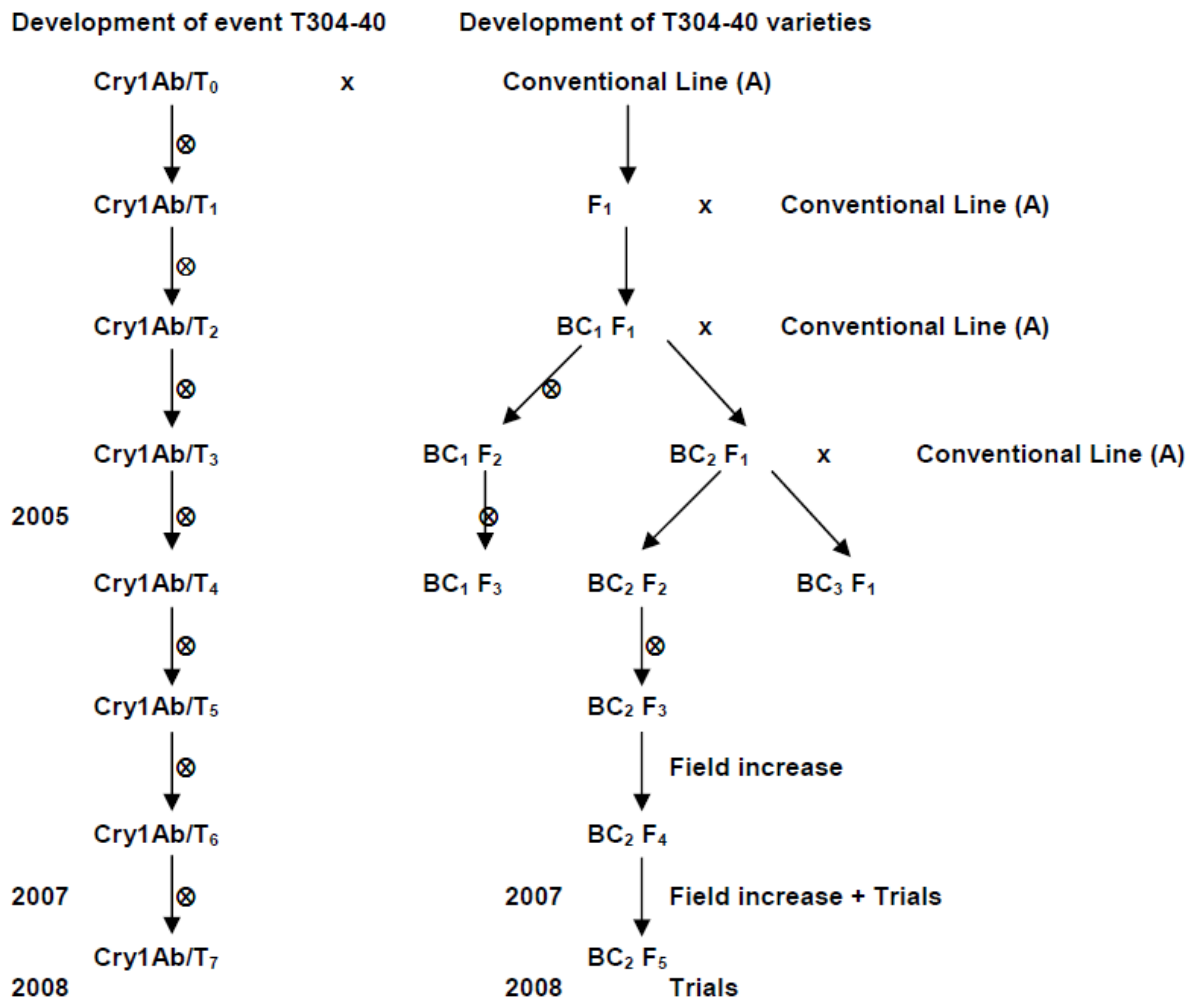 Development of event T304-40 Development of T304-40 varieties
Cry1Ab/T₀ x Conventional Line (A)
⊗
Cry1Ab/T₁ F₁ x Conventional Line (A)
⊗
Cry1Ab/T₂ BC₁ F₁ x Conventional Line (A)
⊗ ⊗
Cry1Ab/T₃ BC₁ F₂ BC₂ F₁ x Conventional Line (A)
2005 ⊗ ⊗
Cry1Ab/T₄ BC₁ F₃ BC₂ F₂ BC₃ F₁
⊗ ⊗
Cry1Ab/T₅ BC₂ F₃
⊗ Field increase
Cry1Ab/T₆ BC₂ F₄
2007 ⊗ 2007 Field increase + Trials
Cry1Ab/T₇ BC₂ F₅
2008 2008 Trials